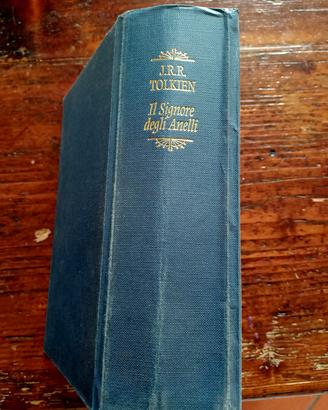 J.R.R.
TOLKIEN
Il Signore
degli Anelli